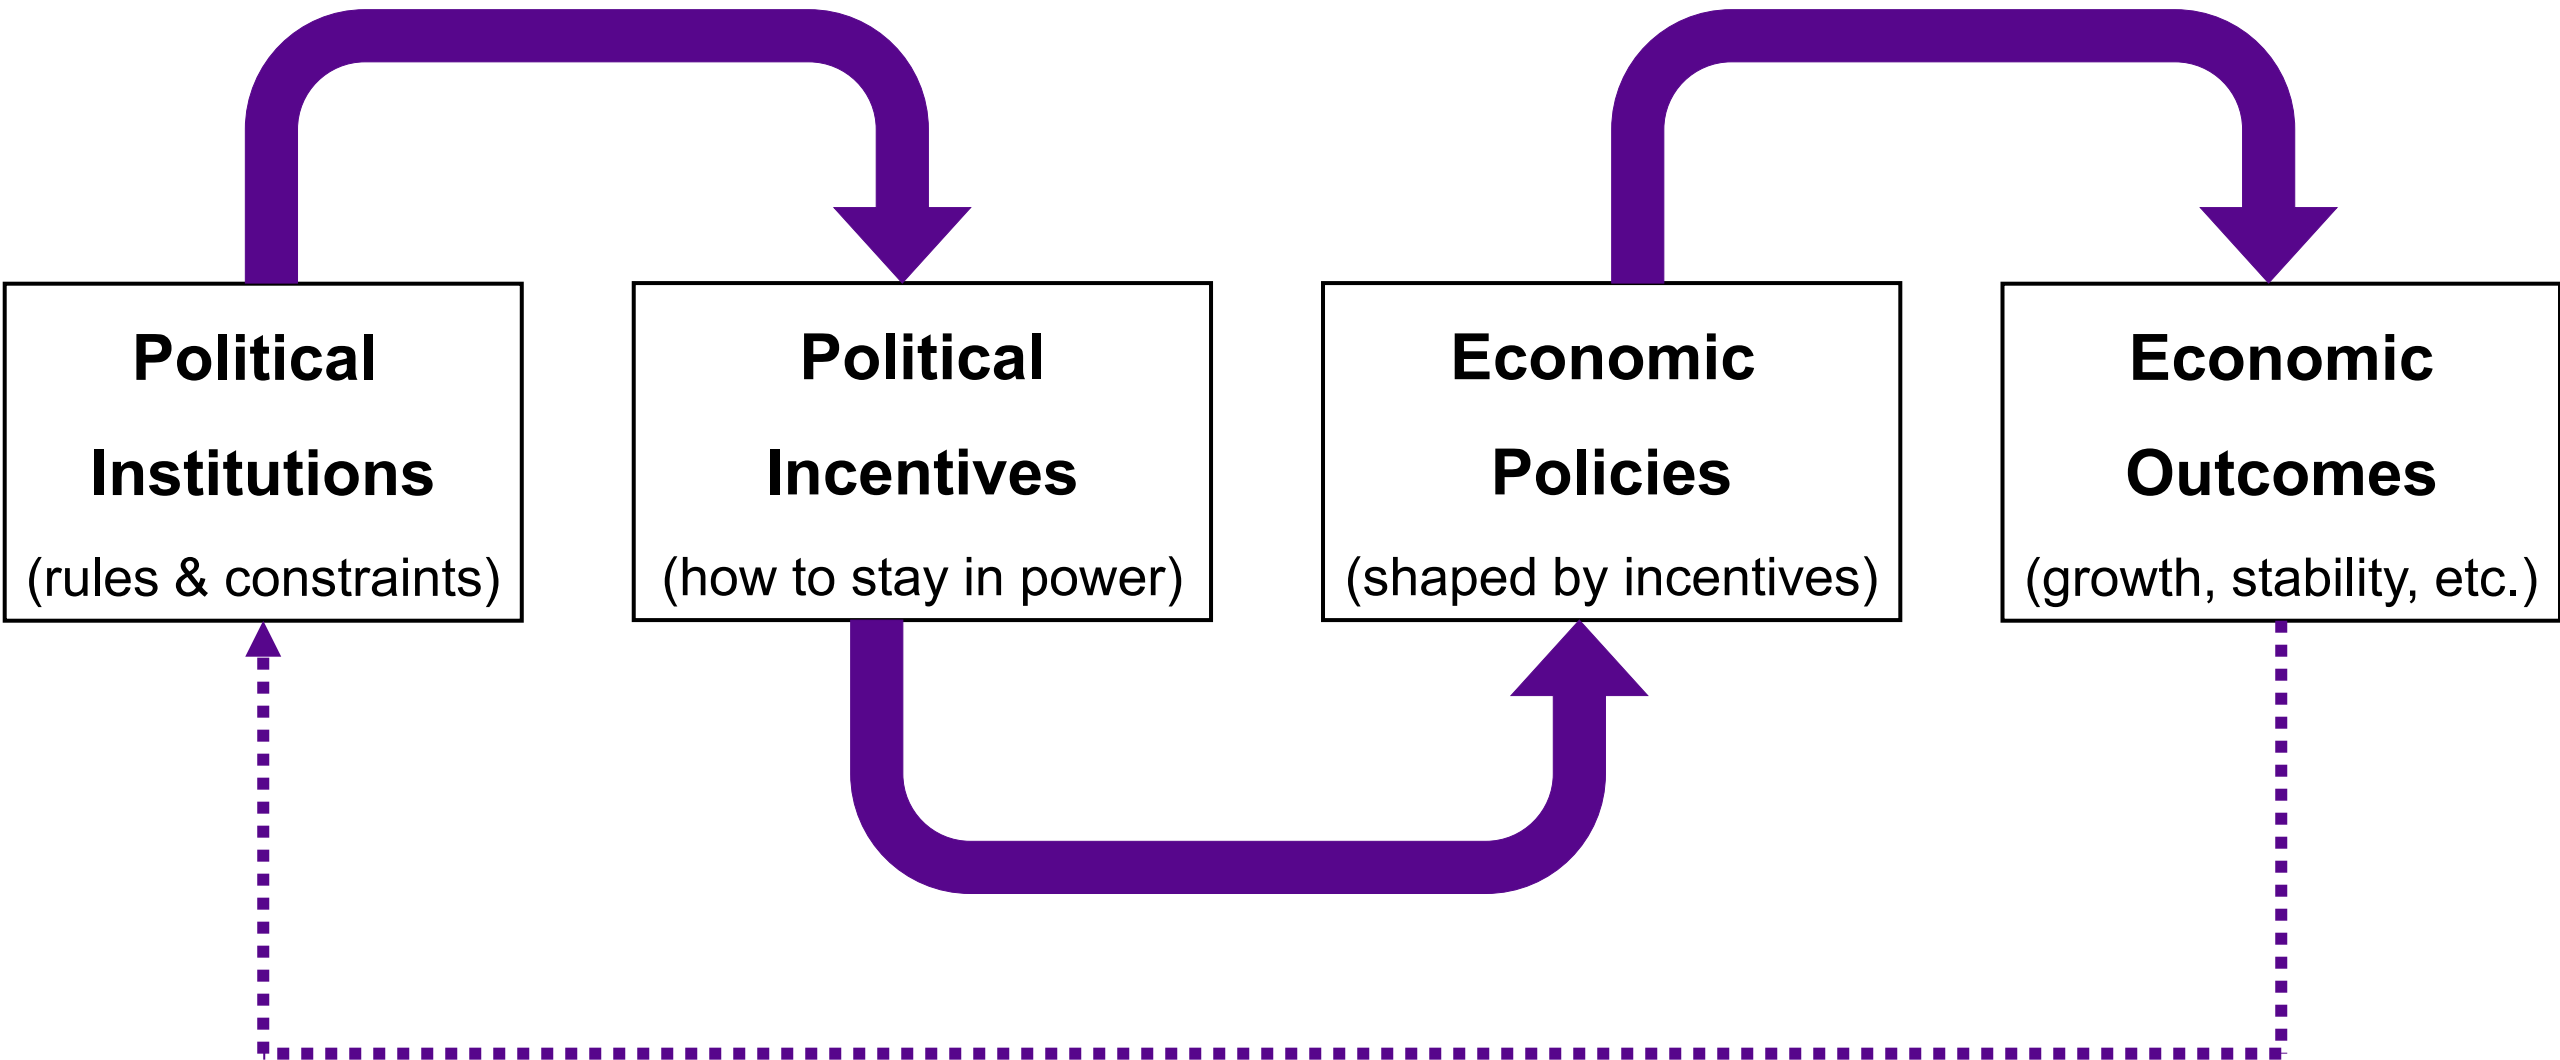 Political
Institutions
(rules & constraints)
Political
Incentives
(how to stay in power)
Economic
Policies
(shaped by incentives)
Economic
Outcomes
(growth, stability, etc.)